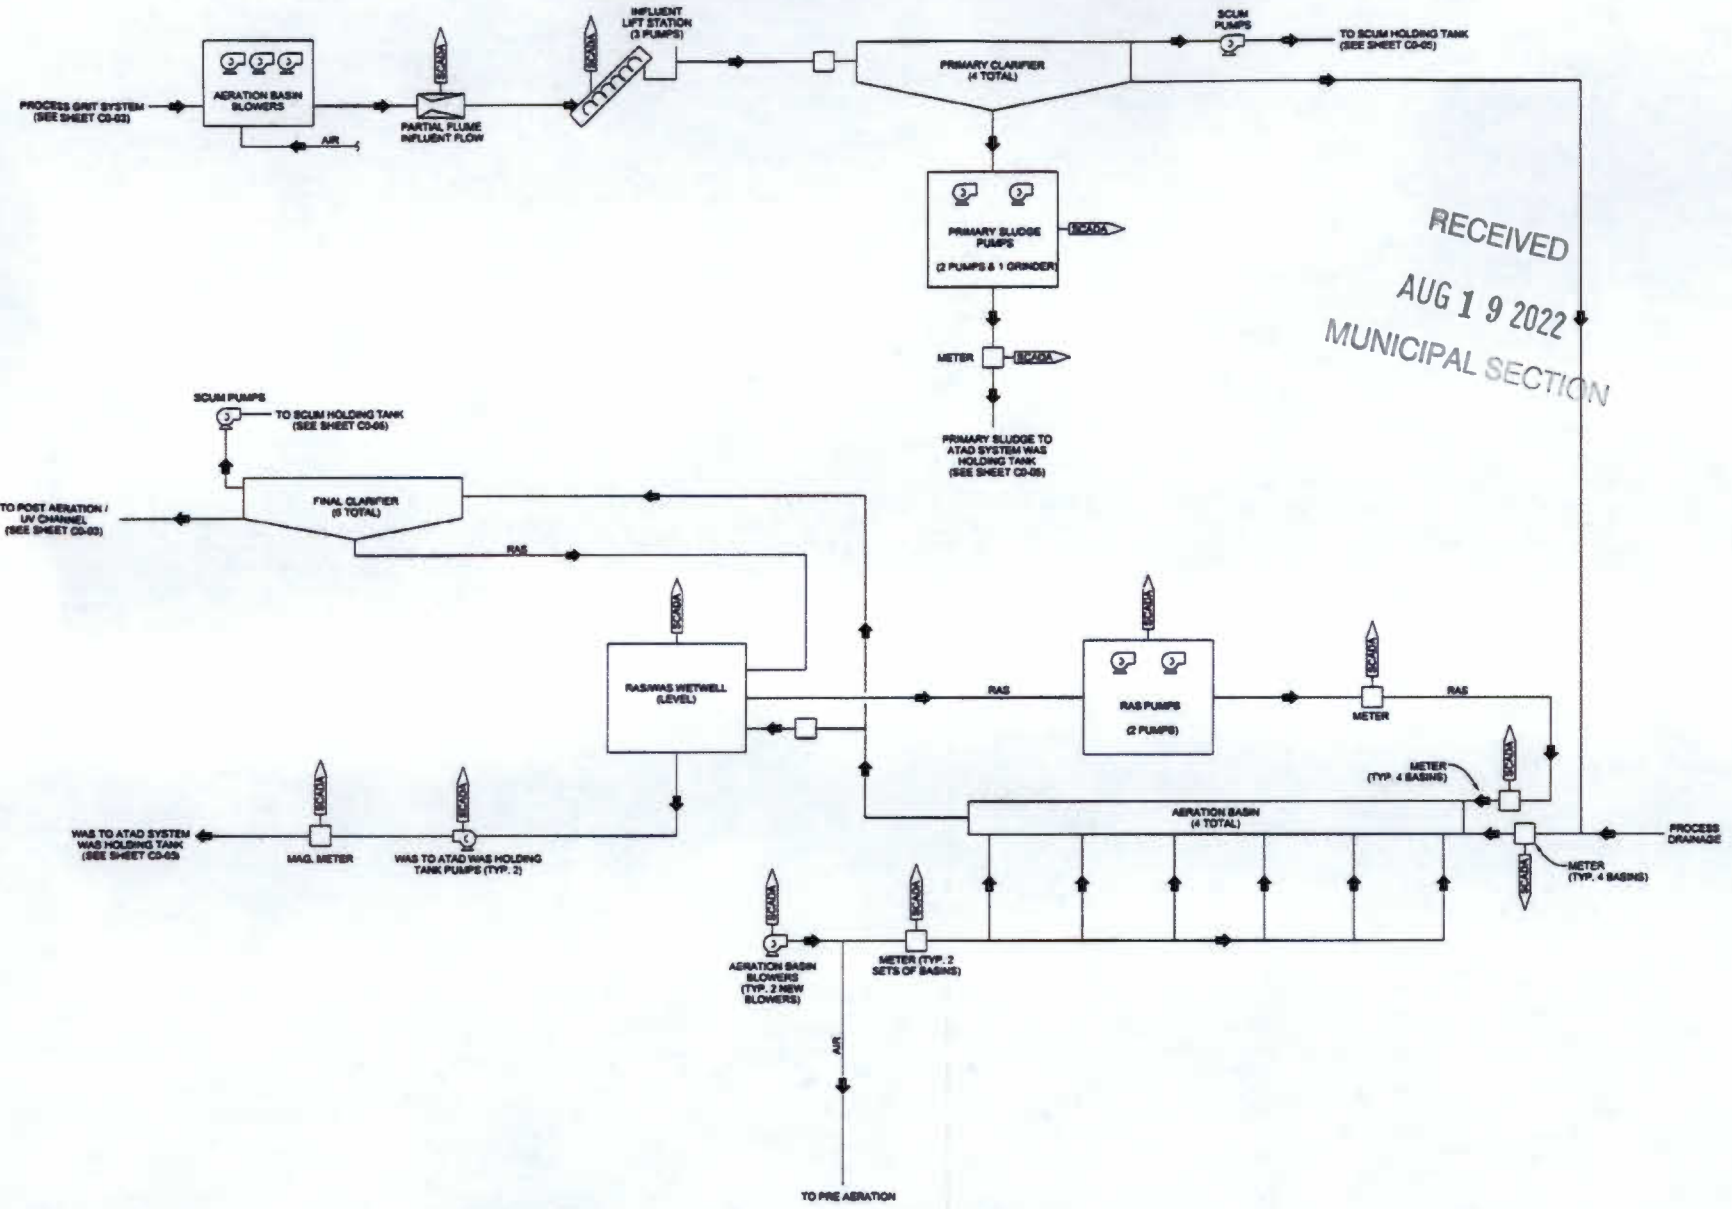 INFLUENT
LIFT STATION
(3 PUMPS)
SCUM
PUMPS
TO SCUM HOLDING TANK
(SEE SHEET C0-05)
SCADA
SCADA
PRIMARY CLARIFIER
(4 TOTAL)
AERATION BASIN
BLOWERS
PROCESS GRIT SYSTEM
(SEE SHEET C0-03)
PARTIAL FLUME
INFLUENT FLOW
AIR
PRIMARY SLUDGE
PUMPS
(2 PUMPS & 1 GRINDER)
SCADA
RECEIVED
AUG 19 2022
MUNICIPAL SECTION
METER
SCADA
PRIMARY SLUDGE TO
ATAD SYSTEM WAS
HOLDING TANK
(SEE SHEET C0-05)
SCUM PUMPS
TO SCUM HOLDING TANK
(SEE SHEET C0-05)
FINAL CLARIFIER
(6 TOTAL)
TO POST AERATION /
UV CHANNEL
(SEE SHEET C0-03)
RAS
SCADA
RAS/WAS WETWELL
(LEVEL)
RAS
SCADA
RAS PUMPS
(2 PUMPS)
SCADA
METER
RAS
METER
(TYP. 4 BASINS)
SCADA
AERATION BASIN
(4 TOTAL)
PROCESS
DRAINAGE
METER
(TYP. 4 BASINS)
SCADA
WAS TO ATAD SYSTEM
WAS HOLDING TANK
(SEE SHEET C0-05)
SCADA
MAG. METER
SCADA
WAS TO ATAD WAS HOLDING
TANK PUMPS (TYP. 2)
SCADA
AERATION BASIN
BLOWERS
(TYP. 2 NEW
BLOWERS)
SCADA
METER (TYP. 2
SETS OF BASINS)
AIR
TO PRE AERATION